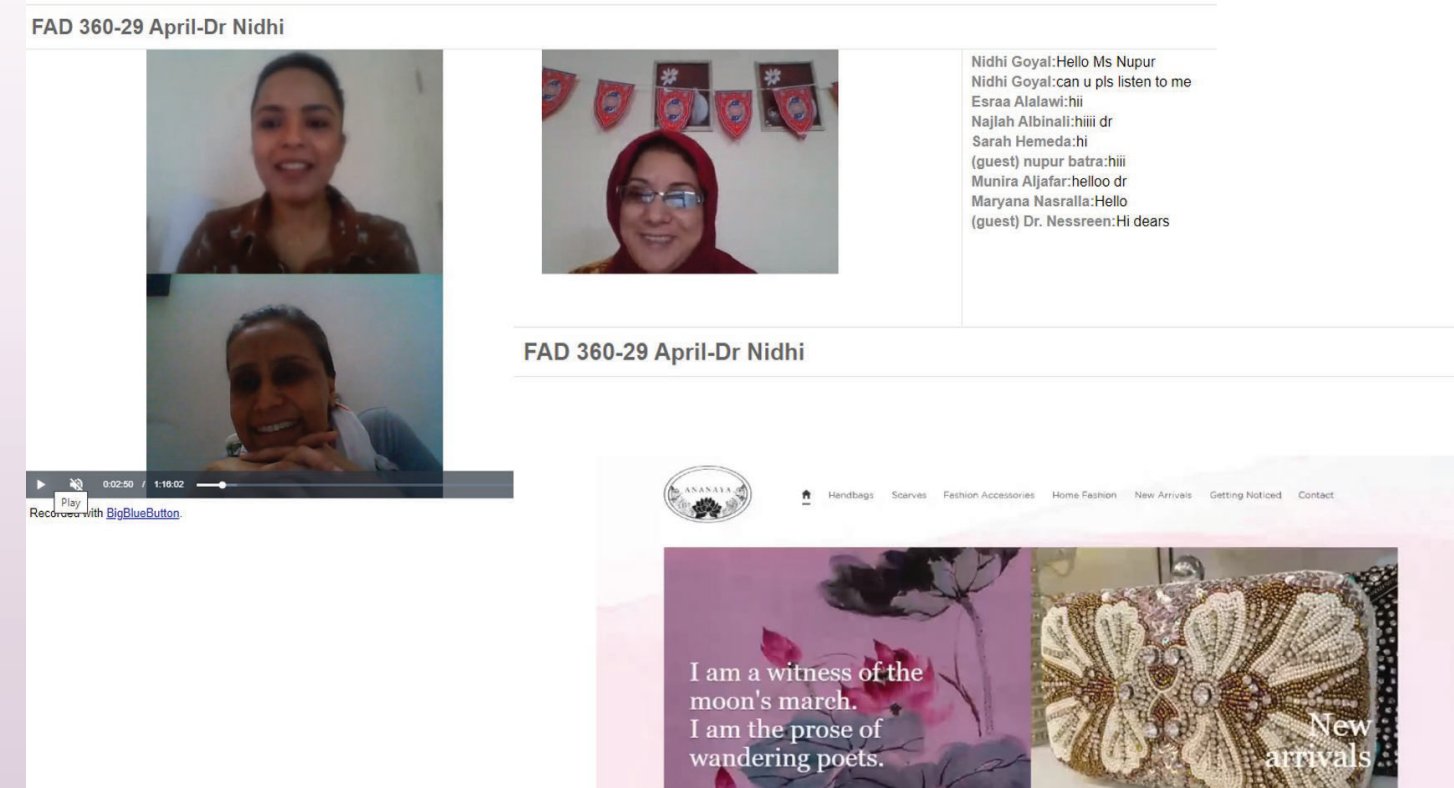 FAD 360-29 April-Dr Nidhi
Nidhi Goyal:Hello Ms Nupur
Nidhi Goyal:can u pls listen to me
Esraa Alalawi:hii
Najlah Albinali:hiiii dr
Sarah Hemeda:hi
(guest) nupur batra:hiii
Munira Aljafar:helloo dr
Maryana Nasralla:Hello
(guest) Dr. Nessreen:Hi dears
0:02:50 / 1:16:02
Play
Recorded with BigBlueButton.
FAD 360-29 April-Dr Nidhi
ANANAYA
Handbags Scarves Fashion Accessories Home Fashion New Arrivals Getting Noticed Contact
I am a witness of the
moon's march.
I am the prose of
wandering poets.
New
arrivals